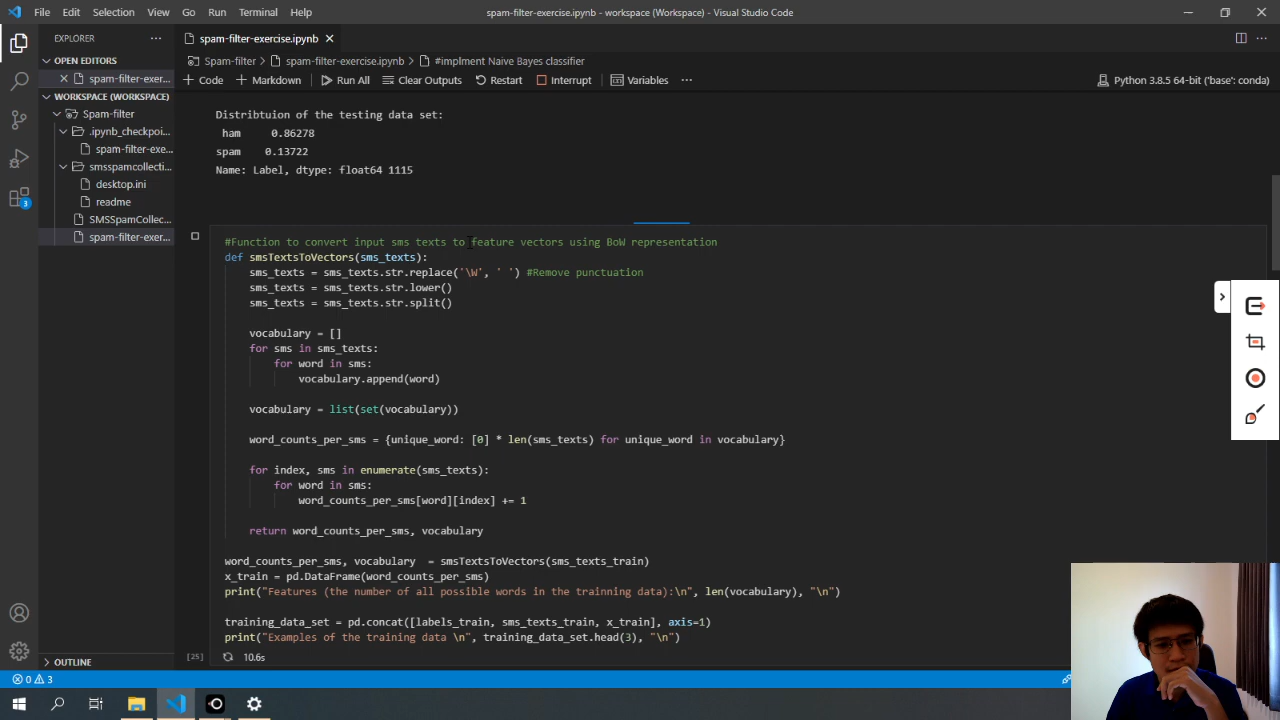 File Edit Selection View Go Run Terminal Help
spam-filter-exercise.ipynb - workspace (Workspace) - Visual Studio Code
EXPLORER
OPEN EDITORS
spam-filter-exer...
WORKSPACE (WORKSPACE)
Spam-filter
.ipynb_checkpoi...
spam-filter-exe...
smsspamcollecti...
desktop.ini
readme
SMSSpamCollec...
spam-filter-exer...
OUTLINE
spam-filter-exercise.ipynb
Spam-filter > spam-filter-exercise.ipynb > #implment Naive Bayes classifier
Code Markdown Run All Clear Outputs Restart Interrupt Variables
Python 3.8.5 64-bit ('base': conda)
Distribtuion of the testing data set:
ham 0.86278
spam 0.13722
Name: Label, dtype: float64 1115
#Function to convert input sms texts to feature vectors using BoW representation
def smsTextsToVectors(sms_texts):
sms_texts = sms_texts.str.replace('\W', ' ') #Remove punctuation
sms_texts = sms_texts.str.lower()
sms_texts = sms_texts.str.split()
vocabulary = []
for sms in sms_texts:
for word in sms:
vocabulary.append(word)
vocabulary = list(set(vocabulary))
word_counts_per_sms = {unique_word: [0] * len(sms_texts) for unique_word in vocabulary}
for index, sms in enumerate(sms_texts):
for word in sms:
word_counts_per_sms[word][index] += 1
return word_counts_per_sms, vocabulary
word_counts_per_sms, vocabulary = smsTextsToVectors(sms_texts_train)
x_train = pd.DataFrame(word_counts_per_sms)
print("Features (the number of all possible words in the trainning data):\n", len(vocabulary), "\n")
training_data_set = pd.concat([labels_train, sms_texts_train, x_train], axis=1)
print("Examples of the training data \n", training_data_set.head(3), "\n")
[25]
10.6s
3
0 3